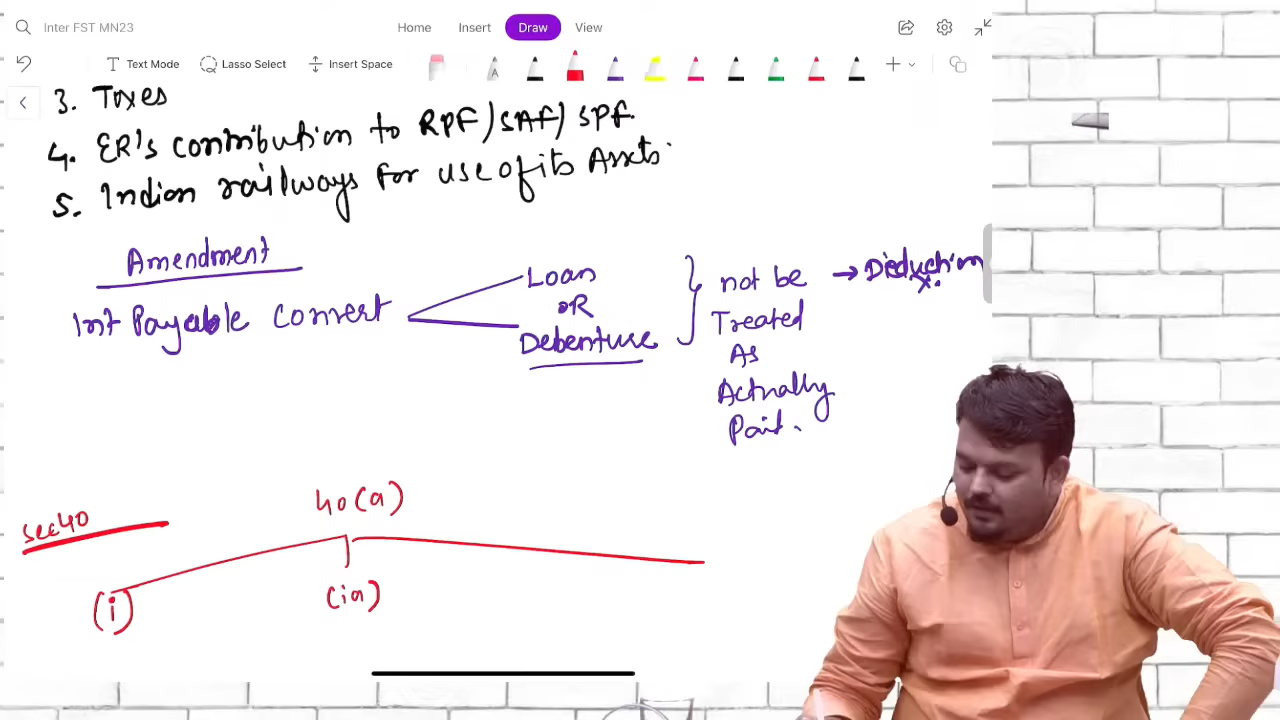 Inter FST MN23
Home Insert Draw View
Text Mode Lasso Select Insert Space
3. Taxes
4. ER's contribution to RPF/SAF/SPF.
5. Indian railways for use of its Assets.
Amendment
Int Payable convert
Loan
OR
Debenture
not be
Treated
As
Actually
Paid.
→ Deduction
x.
Sec 40
40(a)
(i)
(ia)